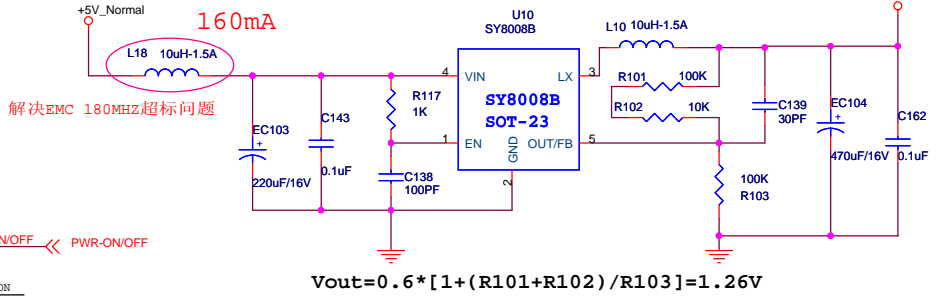 +5V_Normal
160mA
L18 10uH-1.5A
解决EMC 180MHZ超标问题
U10
SY8008B
L10 10uH-1.5A
4 VIN
LX 3
SY8008B
SOT-23
1 EN
GND
OUT/FB 5
2
R117
1K
EC103
+
220uF/16V
C143
0.1uF
C138
100PF
R101 100K
R102 10K
C139
30PF
EC104
+
470uF/16V
C162
0.1uF
100K
R103
N/OFF PWR-ON/OFF
ON
Vout=0.6*[1+(R101+R102)/R103]=1.26V